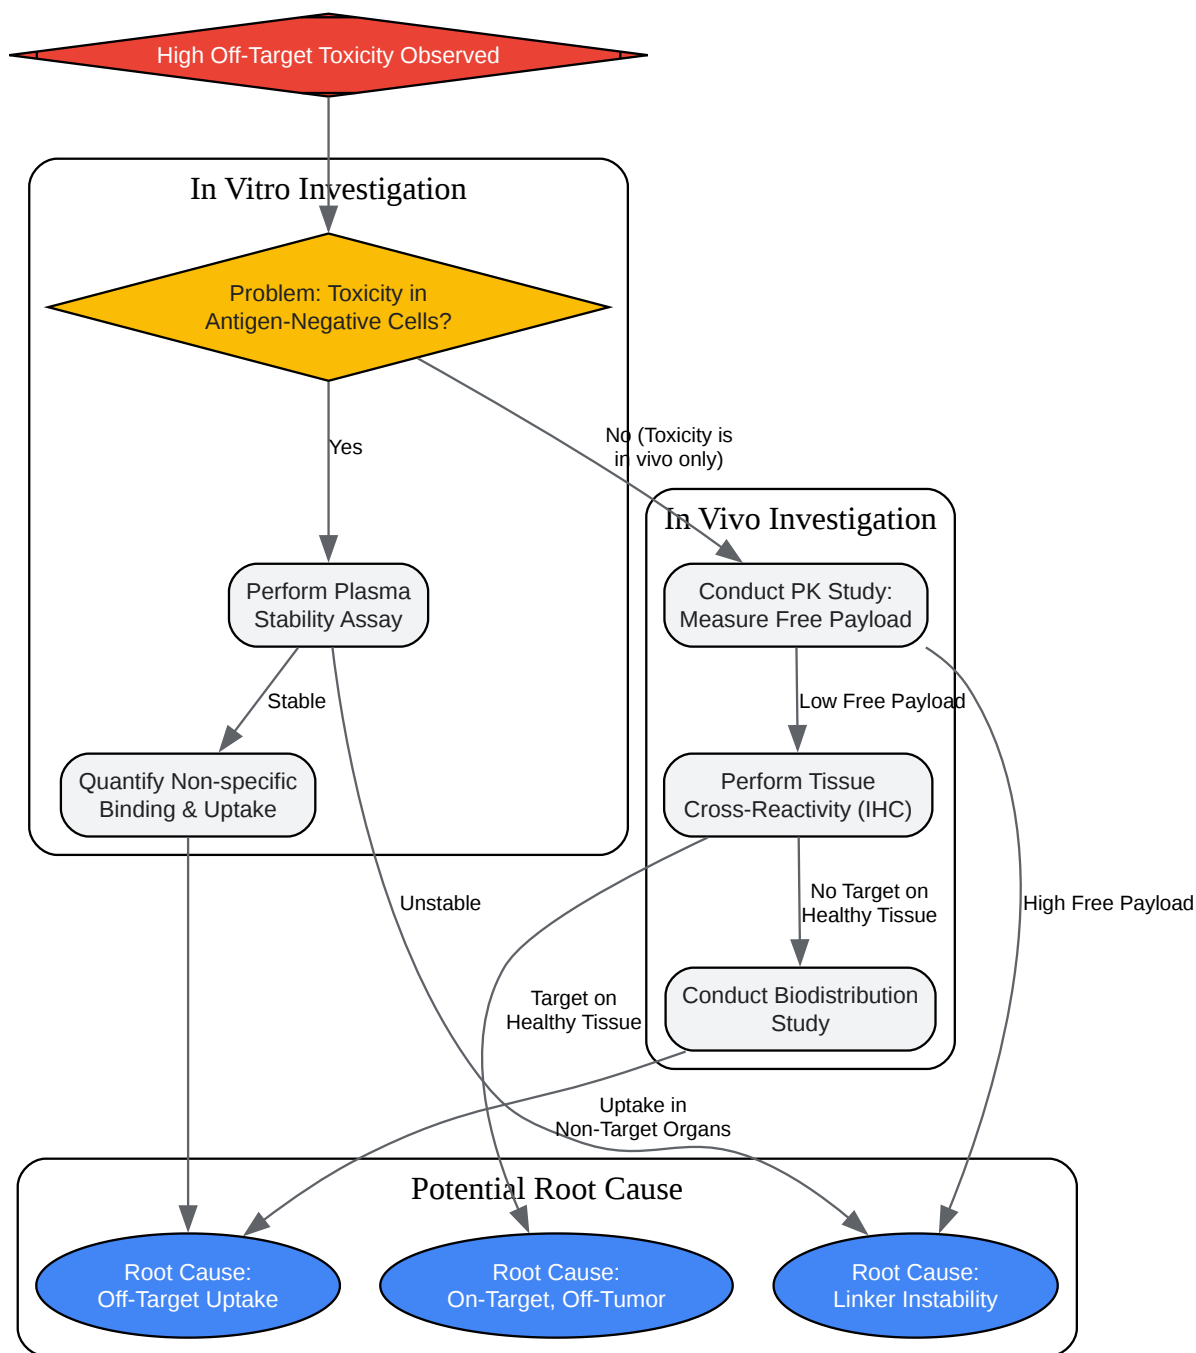 High Off-Target Toxicity Observed
In Vitro Investigation
Problem: Toxicity in
Antigen-Negative Cells?
Yes
No (Toxicity is
in vivo only)
In Vivo Investigation
Perform Plasma
Stability Assay
Conduct PK Study:
Measure Free Payload
Stable
Low Free Payload
Quantify Non-specific
Binding & Uptake
Perform Tissue
Cross-Reactivity (IHC)
Unstable
No Target on
Healthy Tissue
High Free Payload
Target on
Healthy Tissue
Conduct Biodistribution
Study
Uptake in
Non-Target Organs
Potential Root Cause
Root Cause:
Off-Target Uptake
Root Cause:
On-Target, Off-Tumor
Root Cause:
Linker Instability